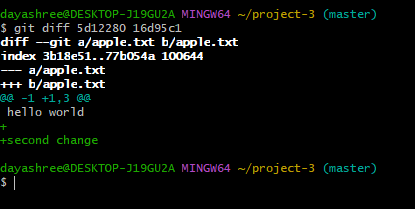 dayashree@DESKTOP-J19GU2A MINGW64 ~/project-3 (master)
$ git diff 5d12280 16d95c1
diff --git a/apple.txt b/apple.txt
index 3b18e51..77b054a 100644
--- a/apple.txt
+++ b/apple.txt
@@ -1 +1,3 @@
 hello world
+
+second change
dayashree@DESKTOP-J19GU2A MINGW64 ~/project-3 (master)
$